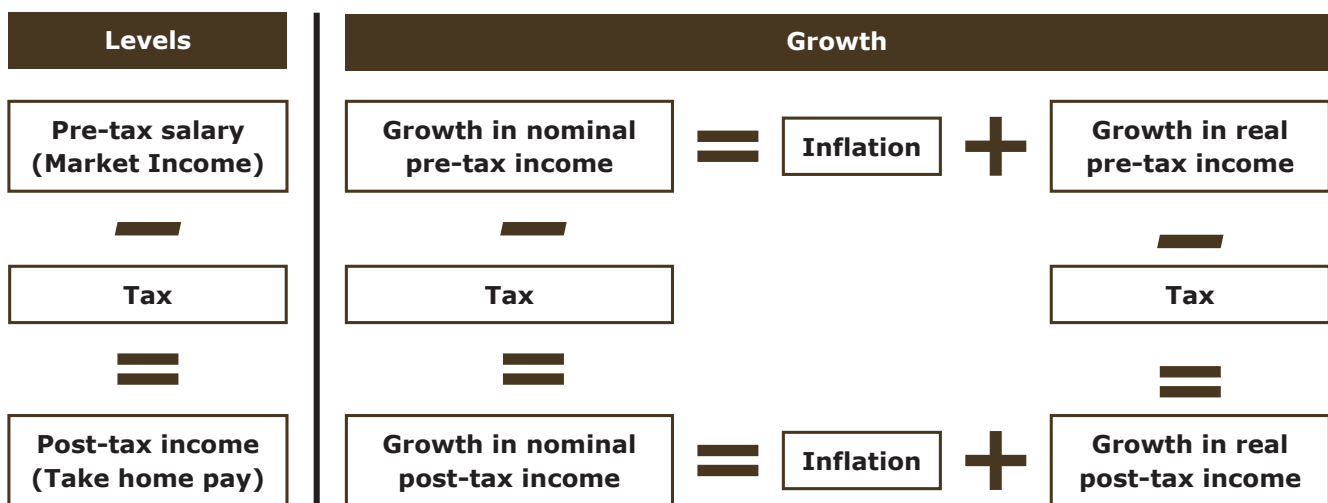 Levels
Growth
Pre-tax salary
(Market Income)
Growth in nominal
pre-tax income
=
Inflation
+
Growth in real
pre-tax income
–
–
–
Tax
Tax
Tax
=
=
=
Post-tax income
(Take home pay)
Growth in nominal
post-tax income
=
Inflation
+
Growth in real
post-tax income